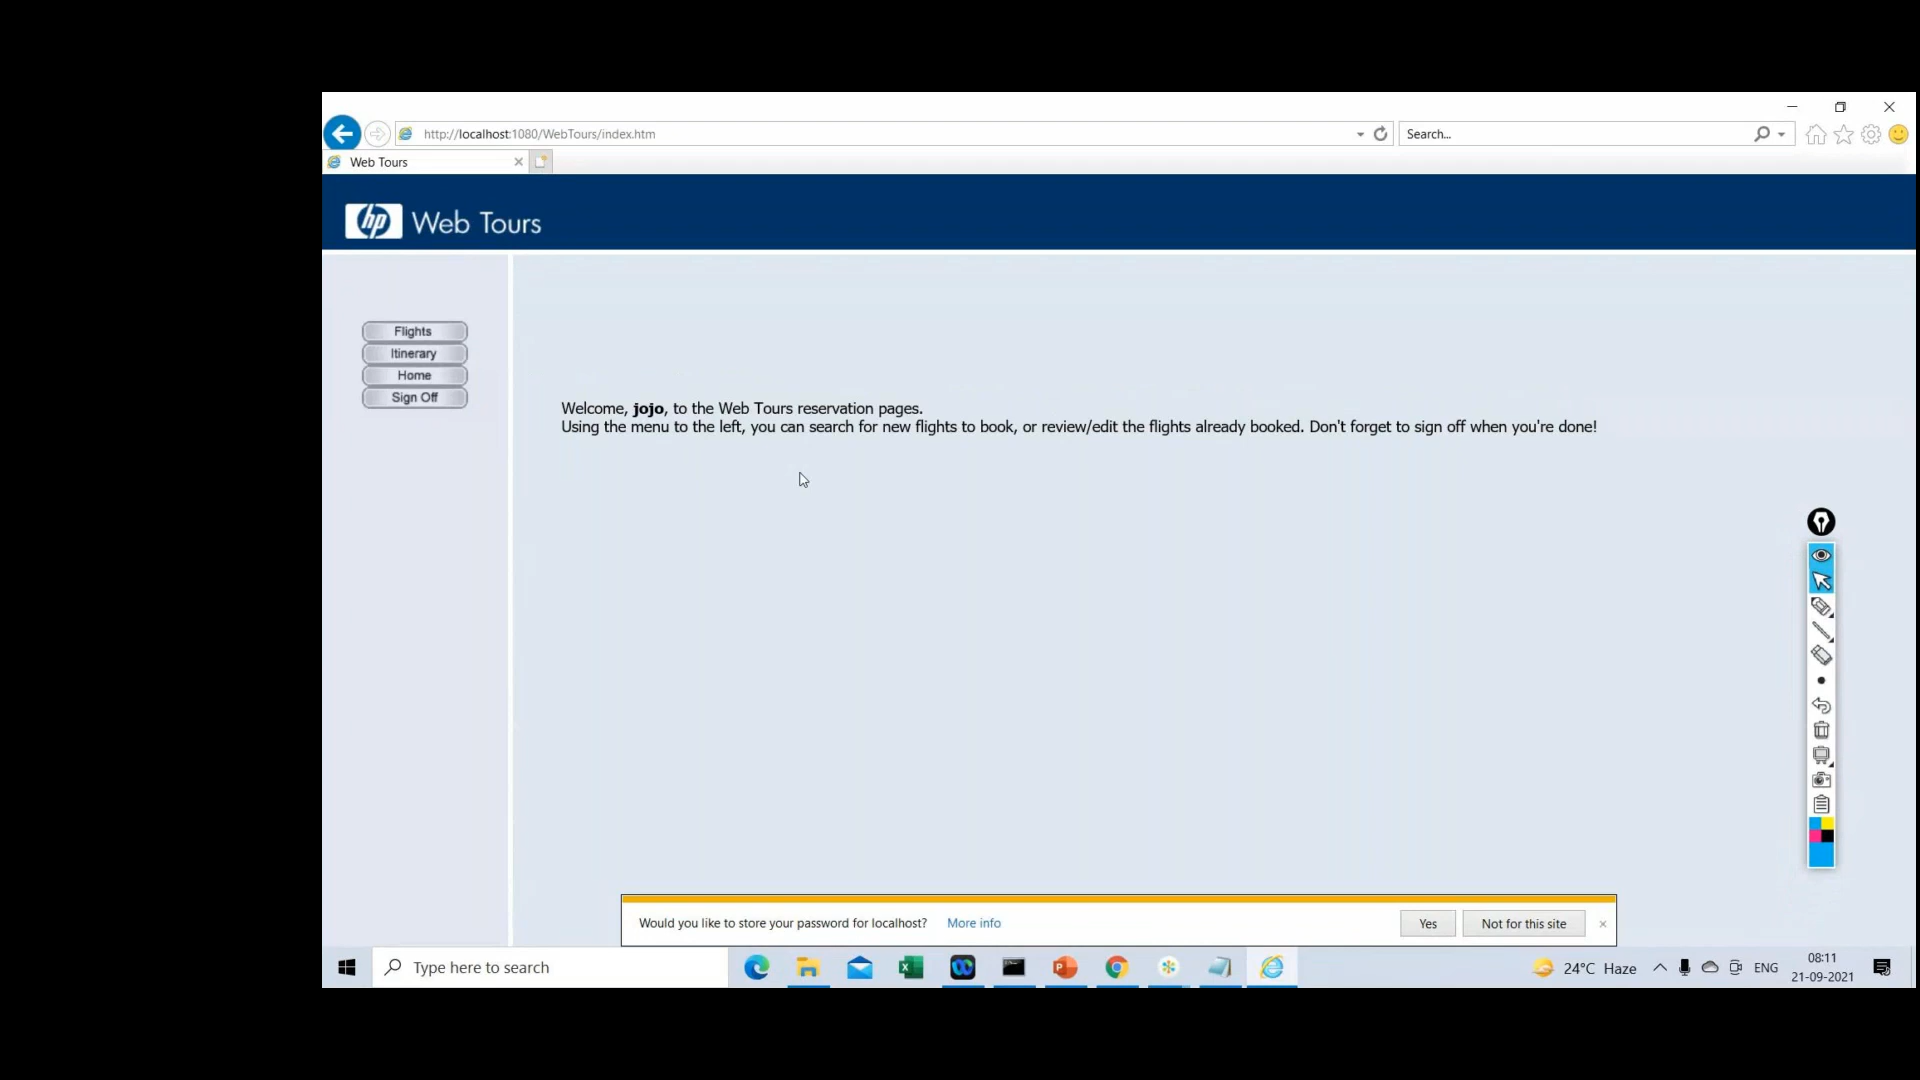 http://localhost:1080/WebTours/index.htm
Search...
Web Tours
hp Web Tours
Flights
Itinerary
Home
Sign Off
Welcome, jojo, to the Web Tours reservation pages.
Using the menu to the left, you can search for new flights to book, or review/edit the flights already booked. Don't forget to sign off when you're done!
Would you like to store your password for localhost? More info Yes Not for this site
Type here to search
24°C Haze
ENG
08:11
21-09-2021